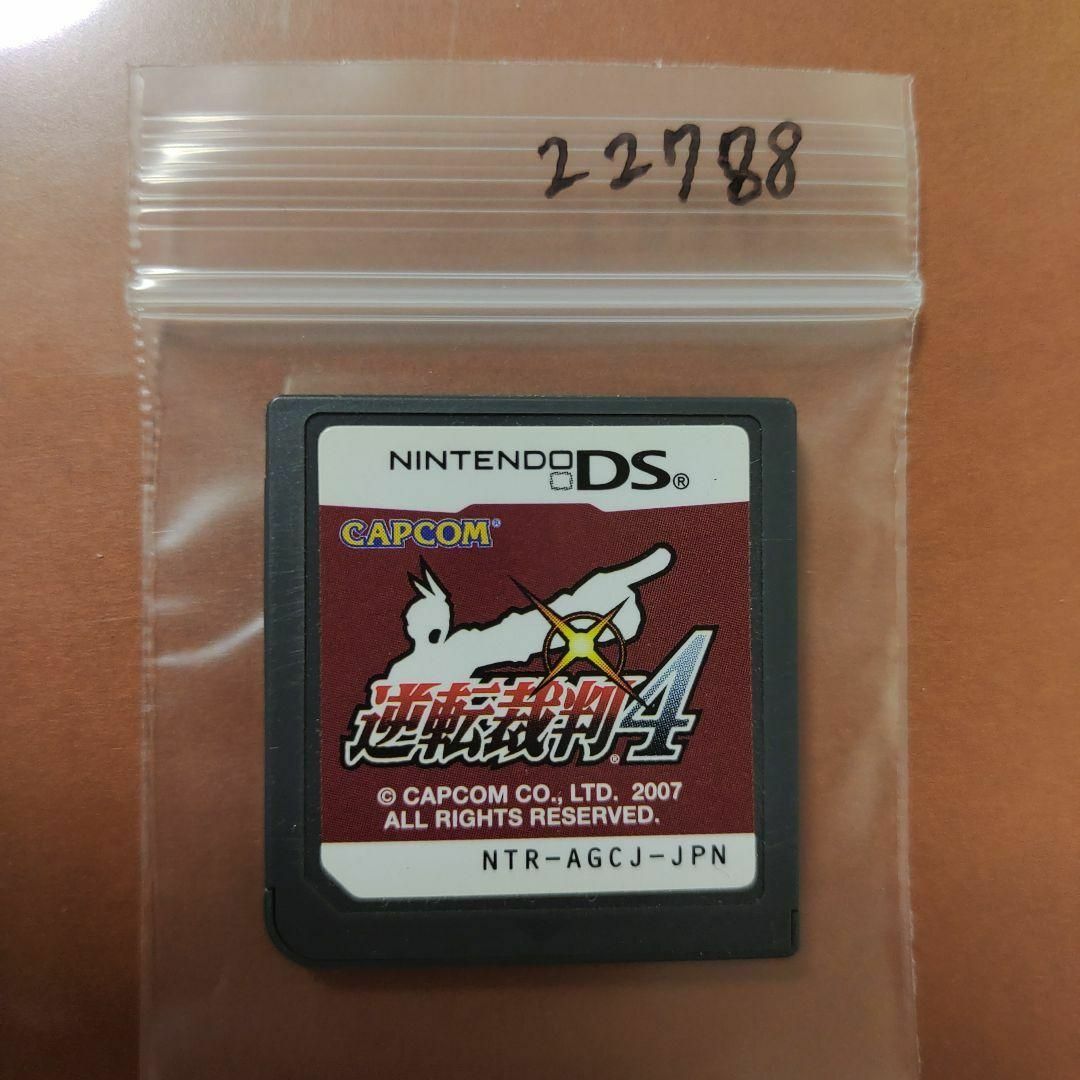 22788
NINTENDO DS®
CAPCOM®
逆転裁判4®
© CAPCOM CO., LTD. 2007
ALL RIGHTS RESERVED.
NTR-AGCJ-JPN